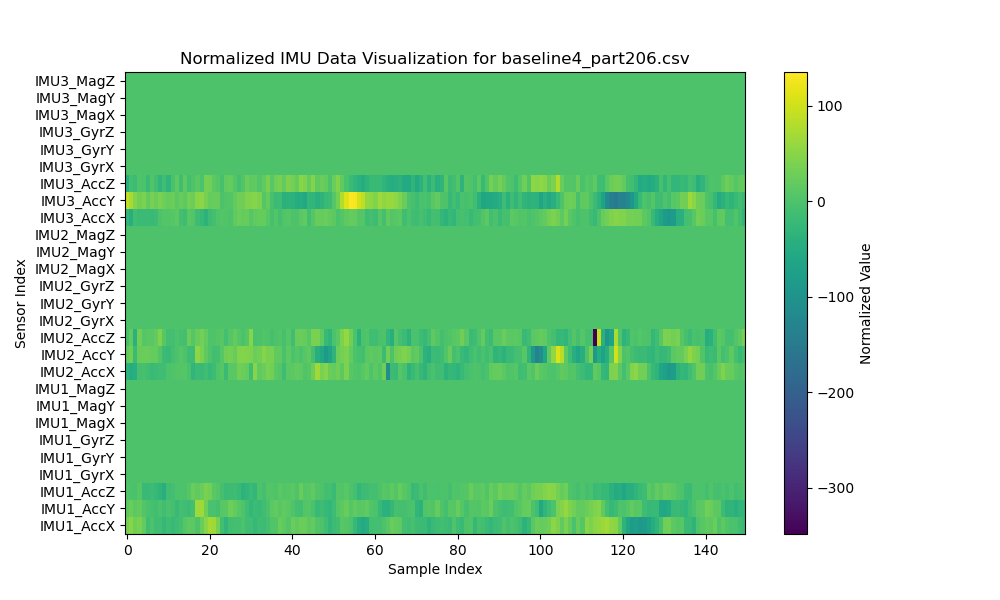 Normalized IMU Data Visualization for baseline4_part206.csv
IMU3_MagZ
IMU3_MagY
IMU3_MagX
IMU3_GyrZ
IMU3_GyrY
IMU3_GyrX
IMU3_AccZ
IMU3_AccY
IMU3_AccX
IMU2_MagZ
IMU2_MagY
IMU2_MagX
IMU2_GyrZ
IMU2_GyrY
IMU2_GyrX
IMU2_AccZ
IMU2_AccY
IMU2_AccX
IMU1_MagZ
IMU1_MagY
IMU1_MagX
IMU1_GyrZ
IMU1_GyrY
IMU1_GyrX
IMU1_AccZ
IMU1_AccY
IMU1_AccX
Sensor Index
0 20 40 60 80 100 120 140
Sample Index
100
0
−100
−200
−300
Normalized Value